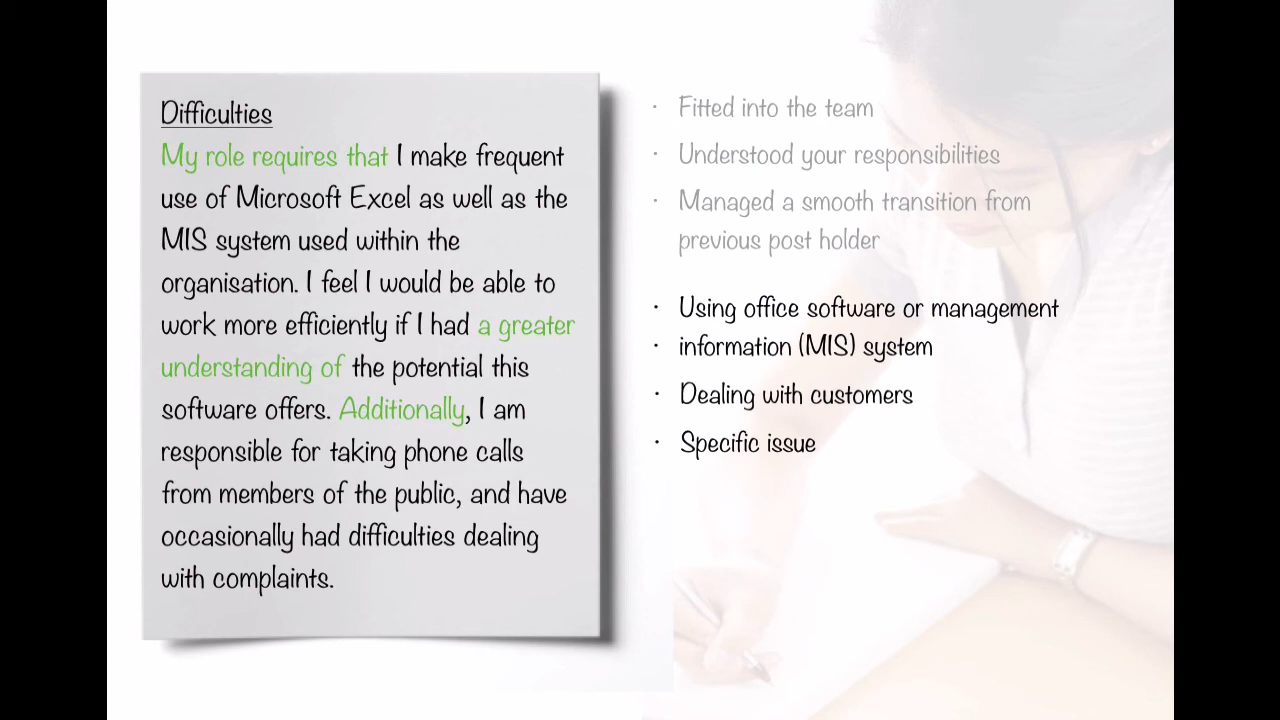 Difficulties
My role requires that I make frequent
use of Microsoft Excel as well as the
MIS system used within the
organisation. I feel I would be able to
work more efficiently if I had a greater
understanding of the potential this
software offers. Additionally, I am
responsible for taking phone calls
from members of the public, and have
occasionally had difficulties dealing
with complaints.
· Fitted into the team
· Understood your responsibilities
· Managed a smooth transition from
previous post holder
· Using office software or management
· information (MIS) system
· Dealing with customers
· Specific issue